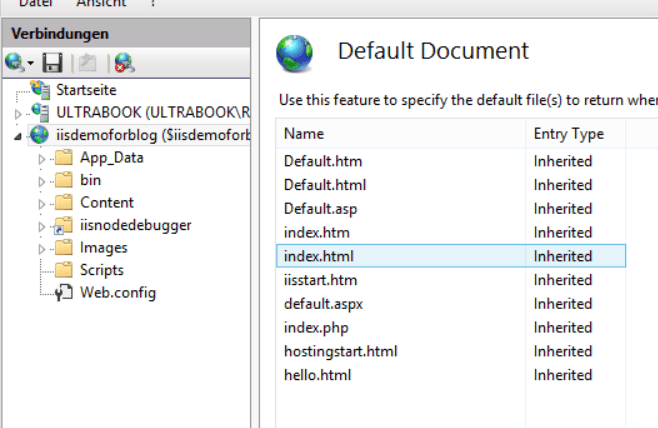 Datei Ansicht ?
Verbindungen
Startseite
ULTRABOOK (ULTRABOOK\R
iisdemoforblog ($iisdemoforb
App_Data
bin
Content
iisnodedebugger
Images
Scripts
Web.config
Default Document
Use this feature to specify the default file(s) to return when
Name Entry Type
Default.htm Inherited
Default.html Inherited
Default.asp Inherited
index.htm Inherited
index.html Inherited
iisstart.htm Inherited
default.aspx Inherited
index.php Inherited
hostingstart.html Inherited
hello.html Inherited